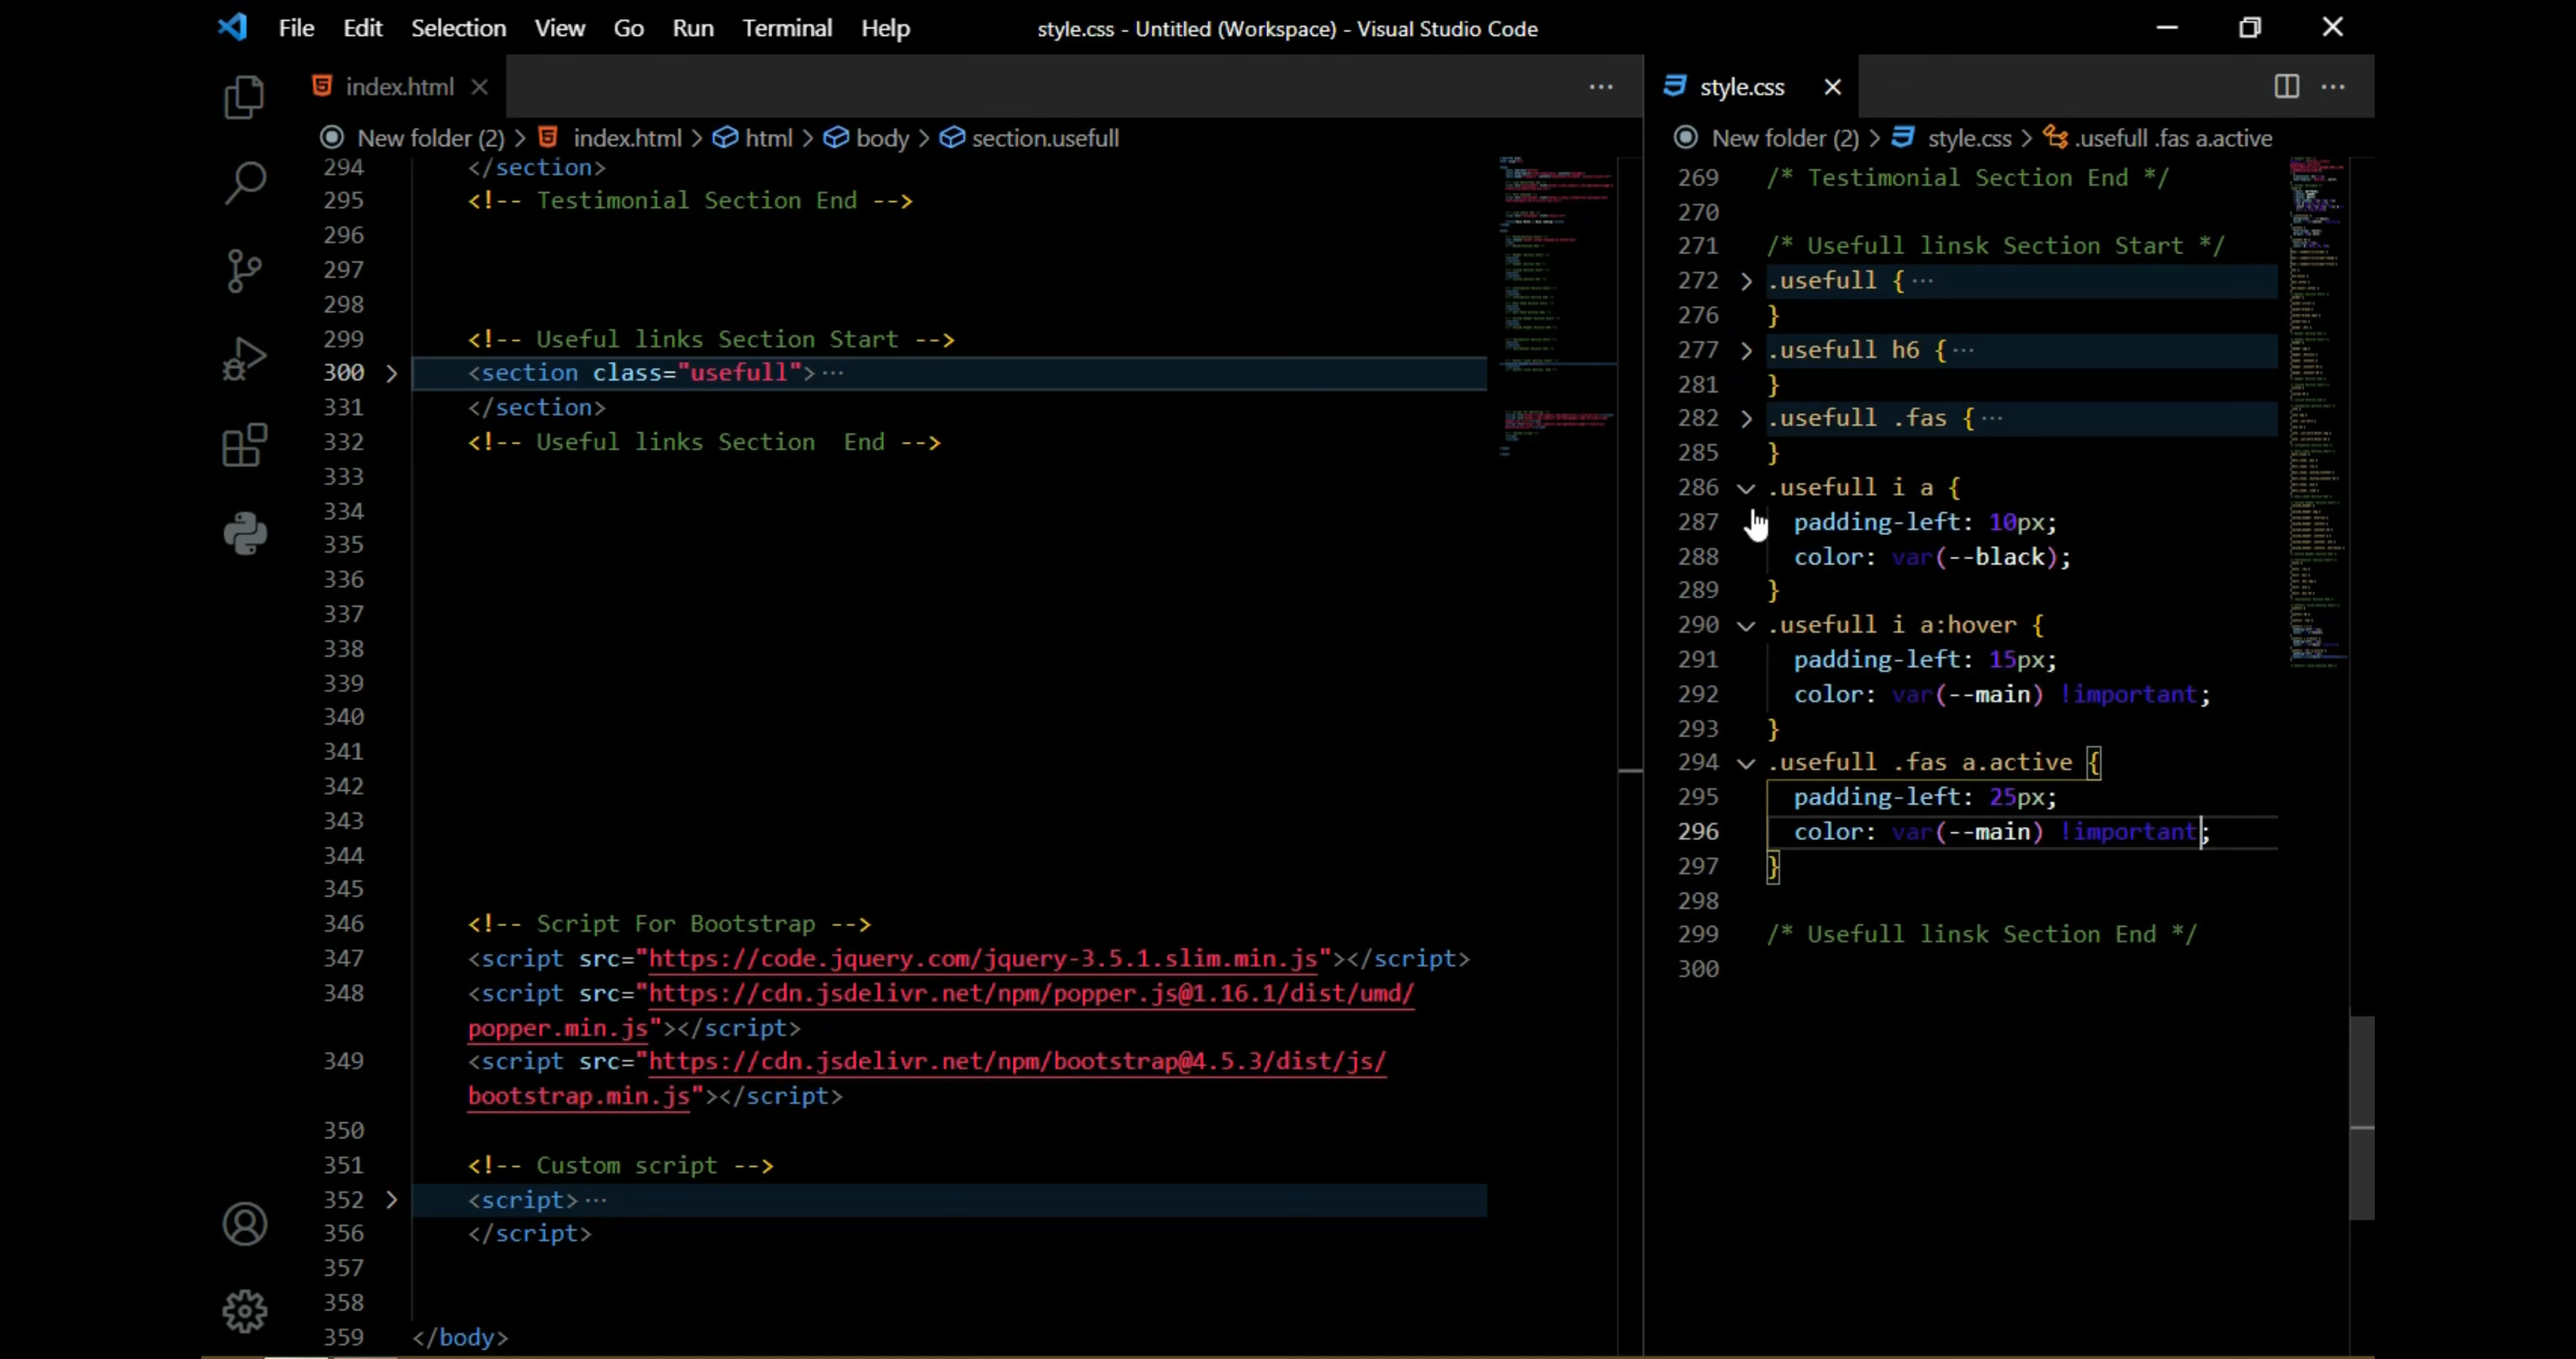 File Edit Selection View Go Run Terminal Help
style.css - Untitled (Workspace) - Visual Studio Code
index.html
New folder (2) > index.html > html > body > section.usefull
294 </section>
295 <!-- Testimonial Section End -->
296
297
298
299 <!-- Useful links Section Start -->
300 <section class="usefull">···
331 </section>
332 <!-- Useful links Section  End -->
333
334
335
336
337
338
339
340
341
342
343
344
345
346 <!-- Script For Bootstrap -->
347 <script src="https://code.jquery.com/jquery-3.5.1.slim.min.js"></script>
348 <script src="https://cdn.jsdelivr.net/npm/popper.js@1.16.1/dist/umd/
popper.min.js"></script>
349 <script src="https://cdn.jsdelivr.net/npm/bootstrap@4.5.3/dist/js/
bootstrap.min.js"></script>
350
351 <!-- Custom script -->
352 <script>···
356 </script>
357
358
359 </body>
style.css
New folder (2) > style.css > .usefull .fas a.active
269 /* Testimonial Section End */
270
271 /* Usefull linsk Section Start */
272 .usefull {···
276 }
277 .usefull h6 {···
281 }
282 .usefull .fas {···
285 }
286 .usefull i a {
287 padding-left: 10px;
288 color: var(--black);
289 }
290 .usefull i a:hover {
291 padding-left: 15px;
292 color: var(--main) !important;
293 }
294 .usefull .fas a.active {
295 padding-left: 25px;
296 color: var(--main) !important;
297 }
298
299 /* Usefull linsk Section End */
300